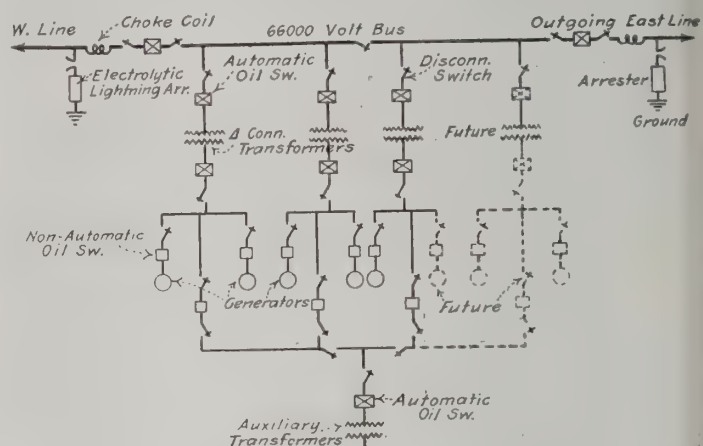 Choke Coil
W. Line
66000 Volt Bus
Outgoing East Line
Electrolytic
Lightning Arr.
Automatic
Oil Sw.
Disconn.
Switch
Arrester
Ground
Δ Conn.
Transformers
Future
Non-Automatic
Oil Sw.
Generators
Future
Automatic
Oil Sw.
Auxiliary
Transformers